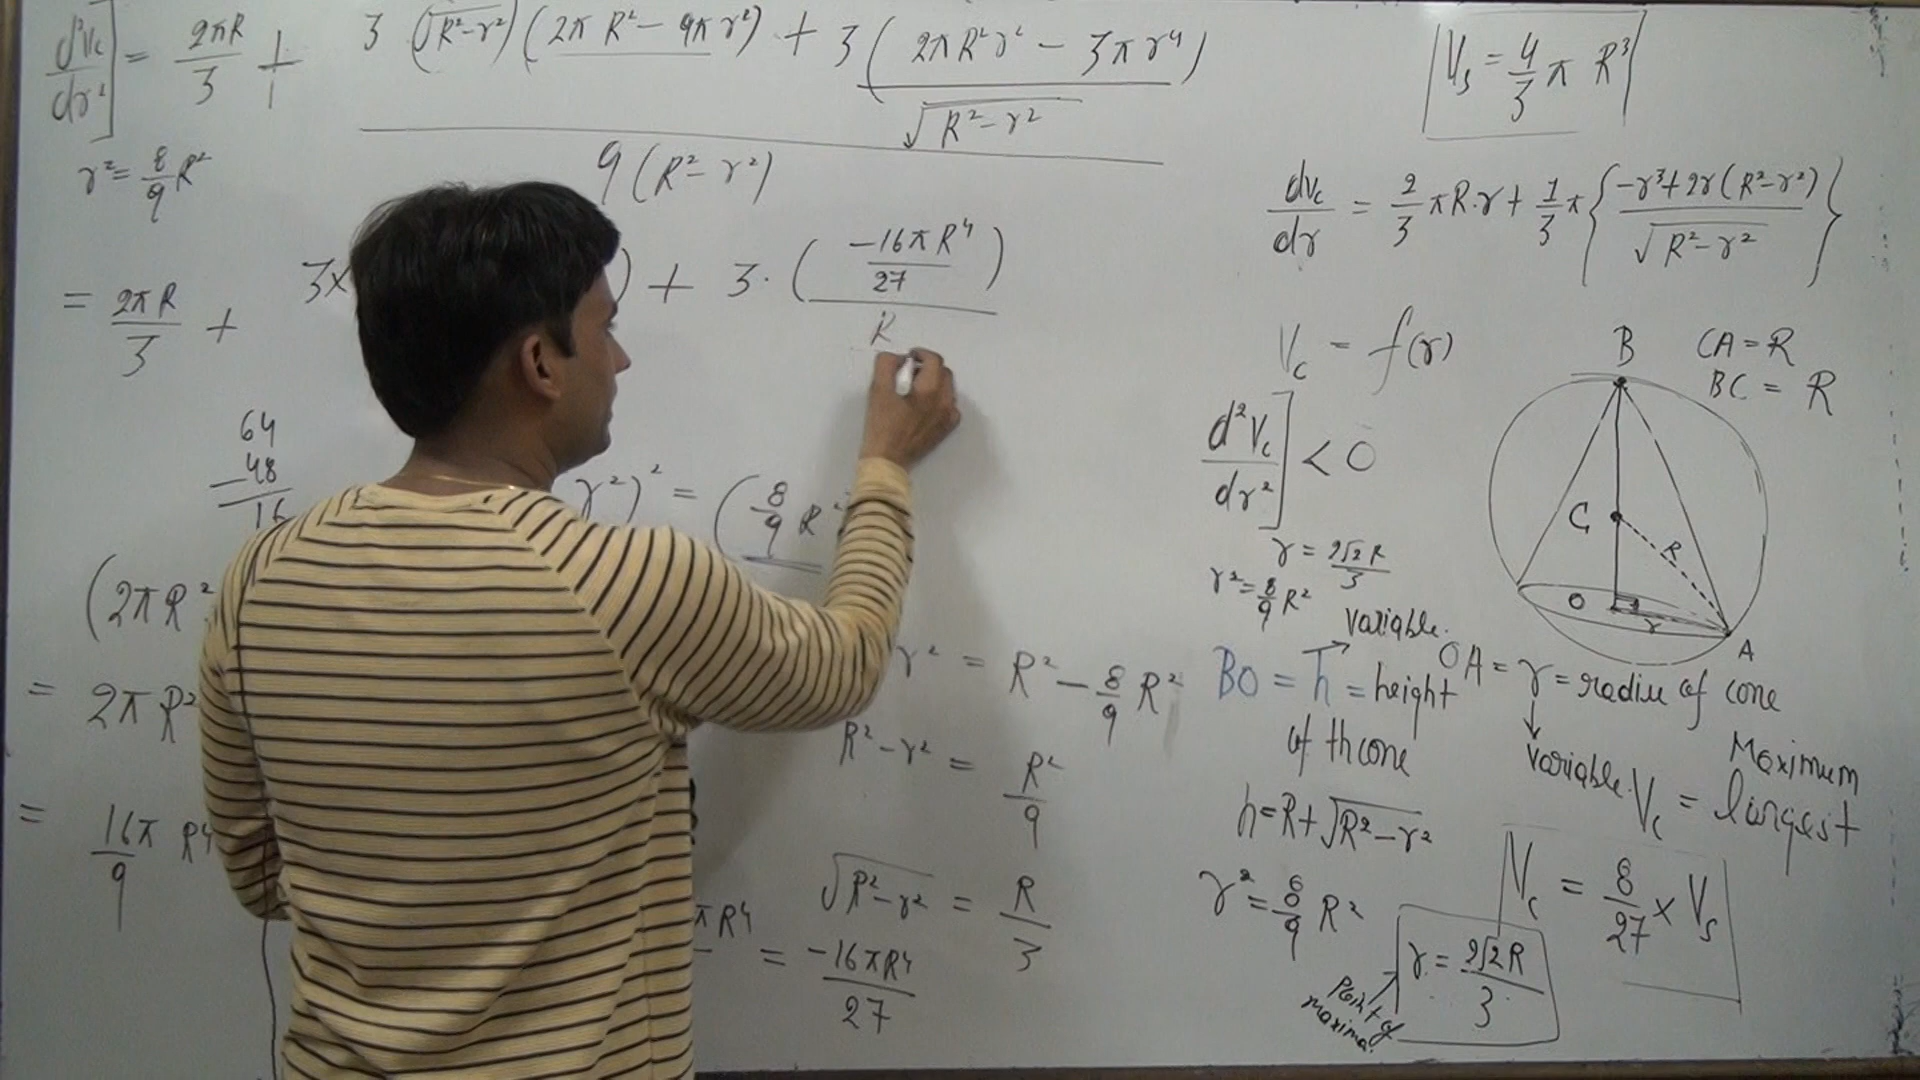 d²Vc/dr²] = 2πR/3 + (3(√(R²-r²))(2πR² - 9πr²) + 3(2πR²r² - 3πr⁴)/√(R²-r²)) / 9(R²-r²)
r² = 8/9 R²
= 2πR/3 + 3× ) + 3·(-16πR⁴/27)/R
64
-48
16
r²)² = (8/9 R²
(2πR²
= 2πR²
= 16π/9 R⁴
r² = R² - 8/9 R²
R² - r² = R²/9
√(R²-r²) = R/3
πR⁴ = -16πR⁴/27
Vs = 4/3 π R³
dVc/dr = 2/3 πR·r + 1/3 π {(-r³+2r(R²-r²))/√(R²-r²)}
Vc = f(r)
d²Vc/dr²] < 0
r = 2√2R/3
r² = 8/9 R²
B
CA = R
BC = R
C
R
O
r
A
variable.
BO = h = height
of th cone
OA = r = radius of cone
variable.
Maximum
Vc = largest
h = R + √(R²-r²)
r² = 8/9 R²
r = 2√2R/3
Point of
maxima.
Vc = 8/27 × Vs